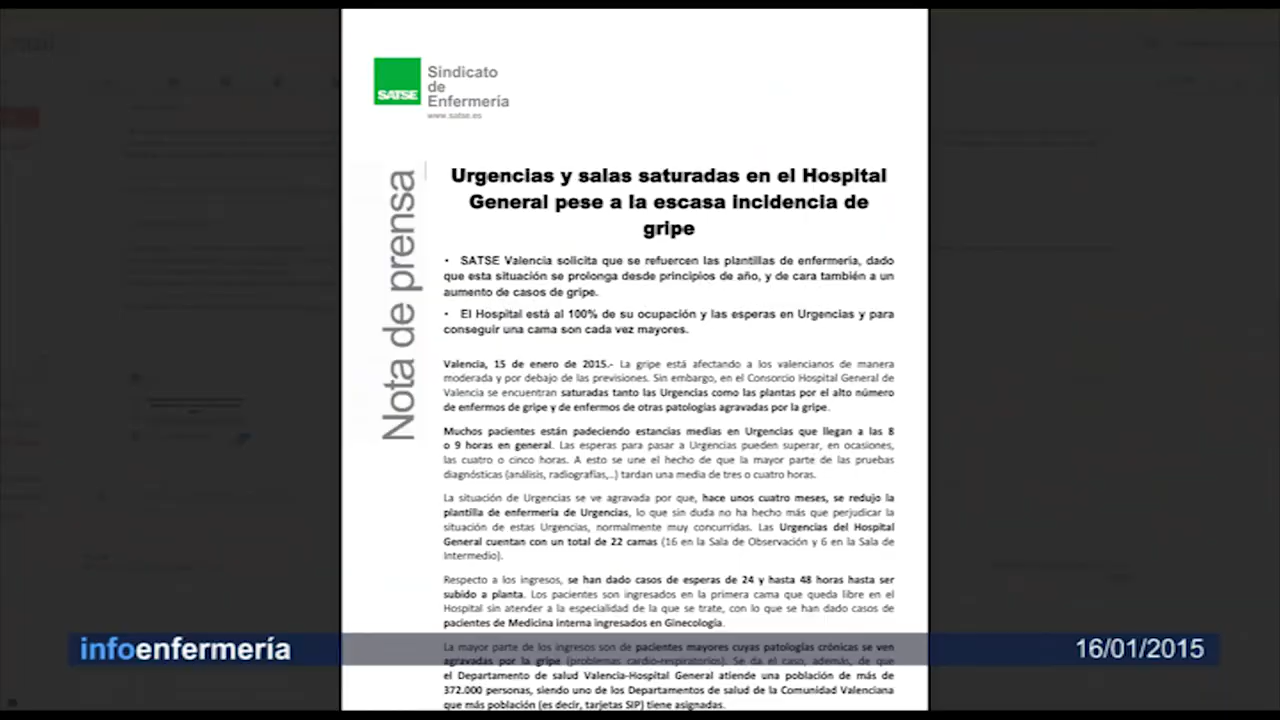 SATSE
Sindicato
de
Enfermería
www.satse.es
Nota de prensa
Urgencias y salas saturadas en el Hospital
General pese a la escasa incidencia de
gripe
· SATSE Valencia solicita que se refuercen las plantillas de enfermería, dado
que esta situación se prolonga desde principios de año, y de cara también a un
aumento de casos de gripe.
· El Hospital está al 100% de su ocupación y las esperas en Urgencias y para
conseguir una cama son cada vez mayores.
Valencia, 15 de enero de 2015.- La gripe está afectando a los valencianos de manera
moderada y por debajo de las previsiones. Sin embargo, en el Consorcio Hospital General de
Valencia se encuentran saturadas tanto las Urgencias como las plantas por el alto número
de enfermos de gripe y de enfermos de otras patologías agravadas por la gripe.
Muchos pacientes están padeciendo estancias medias en Urgencias que llegan a las 8
o 9 horas en general. Las esperas para pasar a Urgencias pueden superar, en ocasiones,
las cuatro o cinco horas. A esto se une el hecho de que la mayor parte de las pruebas
diagnósticas (análisis, radiografías,..) tardan una media de tres o cuatro horas.
La situación de Urgencias se ve agravada por que, hace unos cuatro meses, se redujo la
plantilla de enfermería de Urgencias, lo que sin duda no ha hecho más que perjudicar la
situación de estas Urgencias, normalmente muy concurridas. Las Urgencias del Hospital
General cuentan con un total de 22 camas (16 en la Sala de Observación y 6 en la Sala de
Intermedio).
Respecto a los ingresos, se han dado casos de esperas de 24 y hasta 48 horas hasta ser
subido a planta. Los pacientes son ingresados en la primera cama que queda libre en el
Hospital sin atender a la especialidad de la que se trate, con lo que se han dado casos de
pacientes de Medicina interna ingresados en Ginecología.
La mayor parte de los ingresos son de pacientes mayores cuyas patologías crónicas se ven
agravadas por la gripe (problemas cardio-respiratorios). Se da el caso, además, de que
el Departamento de salud Valencia-Hospital General atiende una población de más de
372.000 personas, siendo uno de los Departamentos de salud de la Comunidad Valenciana
que más población (es decir, tarjetas SIP) tiene asignadas.
infoenfermería
16/01/2015